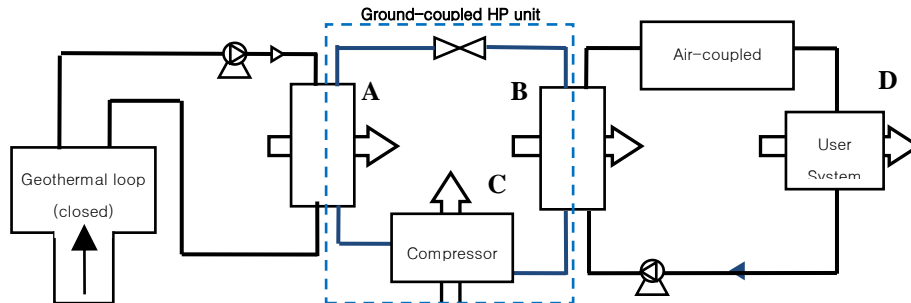 Ground-coupled HP unit
A
B
Air-coupled
D
Geothermal loop
(closed)
C
Compressor
User
System